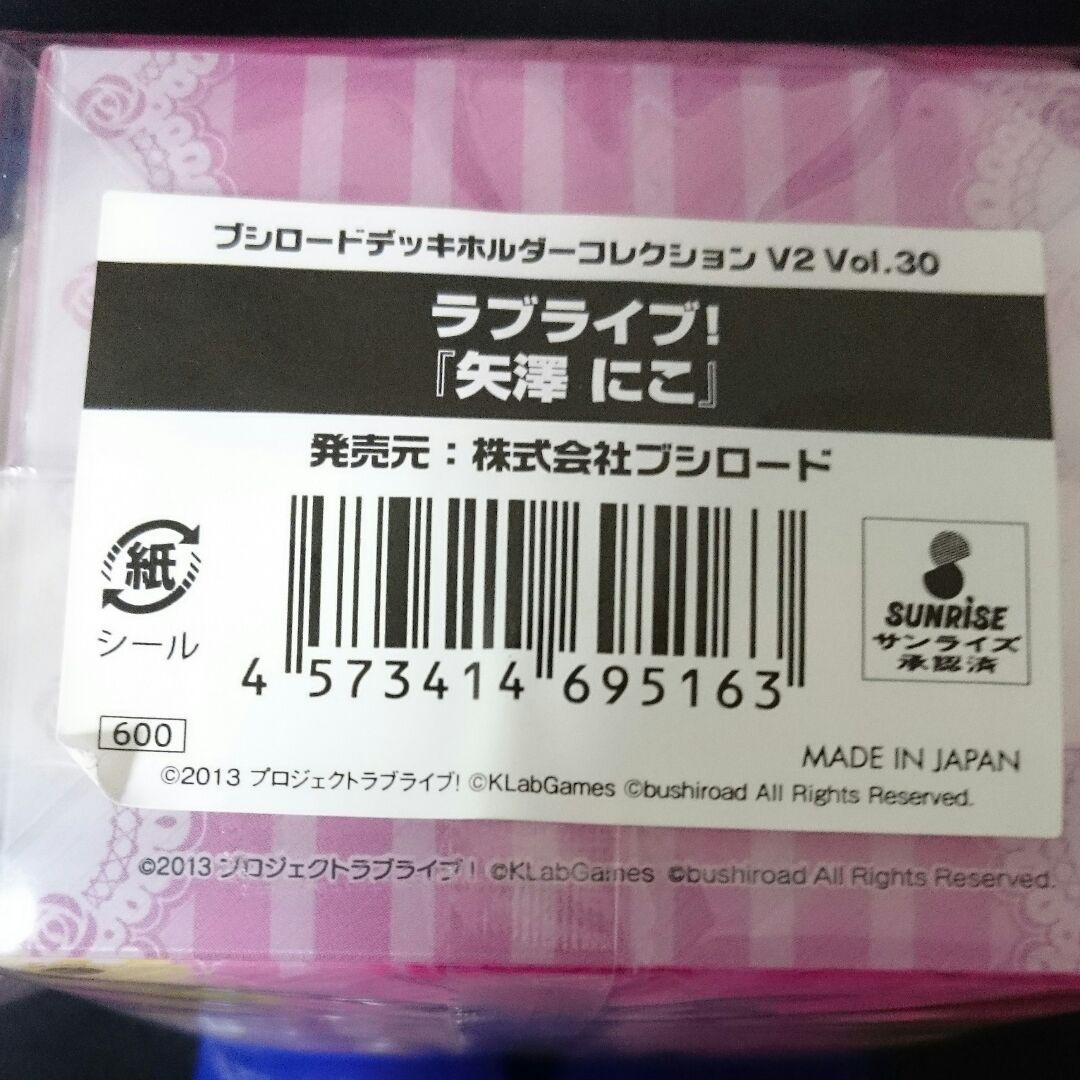 ブシロードデッキホルダーコレクション V2 Vol.30
ラブライブ!
『矢澤 にこ』
発売元：株式会社ブシロード
紙
シール
4 573414 695163
SUNRiSE
サンライズ
承認済
600
MADE IN JAPAN
©2013 プロジェクトラブライブ! ©KLabGames ©bushiroad All Rights Reserved.
©2013 プロジェクトラブライブ! ©KLabGames ©bushiroad All Rights Reserved.